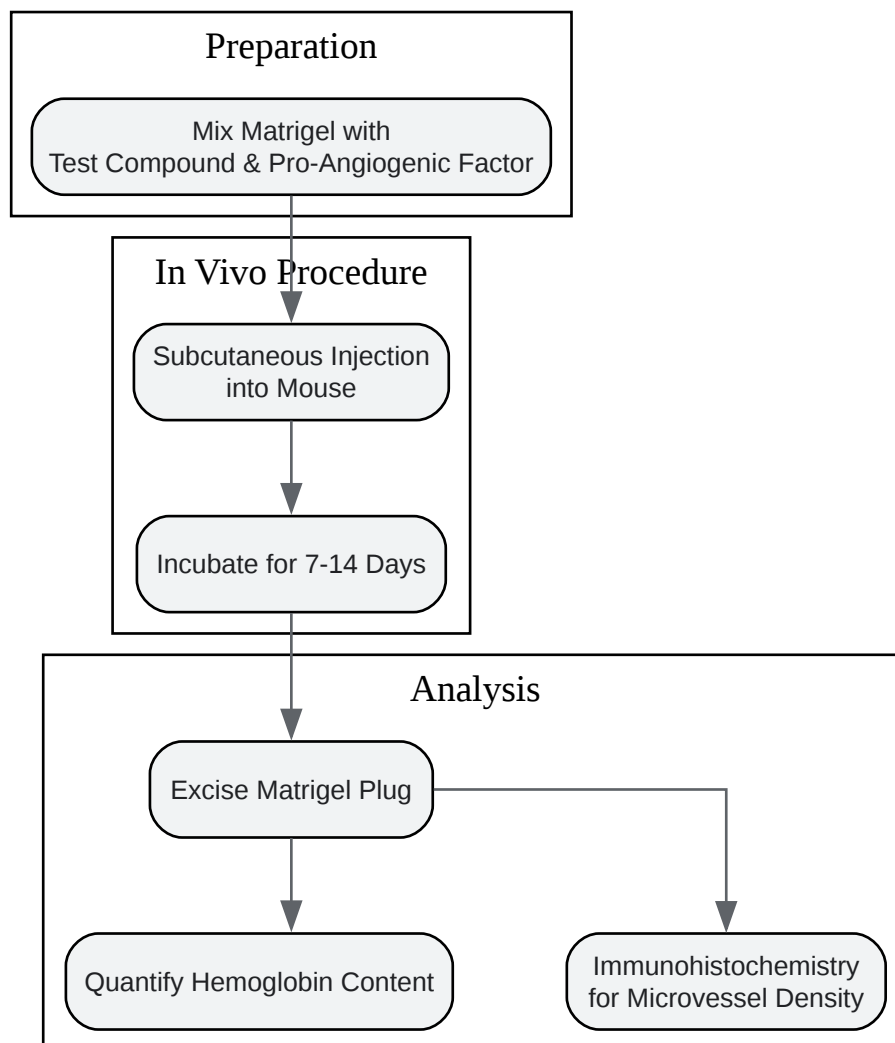 Preparation
Mix Matrigel with
Test Compound & Pro-Angiogenic Factor
In Vivo Procedure
Subcutaneous Injection
into Mouse
Incubate for 7-14 Days
Analysis
Excise Matrigel Plug
Quantify Hemoglobin Content
Immunohistochemistry
for Microvessel Density